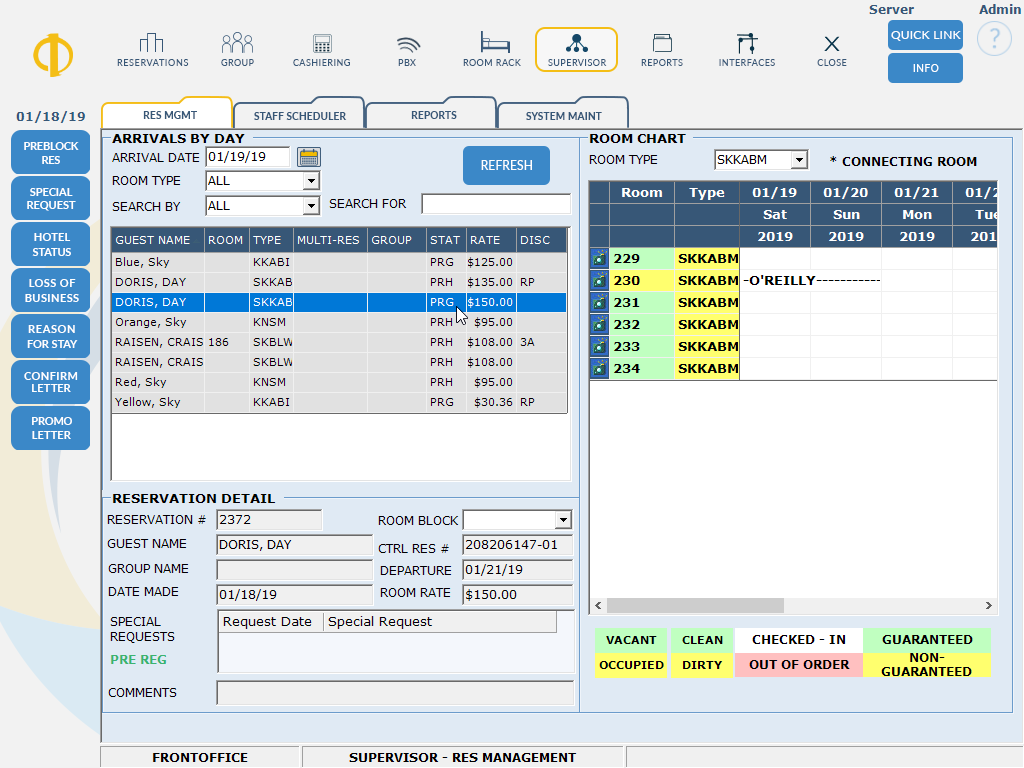 Server Admin
RESERVATIONS GROUP CASHIERING PBX ROOM RACK SUPERVISOR REPORTS INTERFACES CLOSE
QUICK LINK
INFO
?
01/18/19
RES MGMT STAFF SCHEDULER REPORTS SYSTEM MAINT
PREBLOCK
RES
SPECIAL
REQUEST
HOTEL
STATUS
LOSS OF
BUSINESS
REASON
FOR STAY
CONFIRM
LETTER
PROMO
LETTER
ARRIVALS BY DAY
ARRIVAL DATE 01/19/19
ROOM TYPE ALL
SEARCH BY ALL SEARCH FOR
REFRESH
GUEST NAME ROOM TYPE MULTI-RES GROUP STAT RATE DISC
Blue, Sky KKABI PRG $125.00
DORIS, DAY SKKAB PRH $135.00 RP
DORIS, DAY SKKAB PRG $150.00
Orange, Sky KNSM PRH $95.00
RAISEN, CRAIS 186 SKBLW PRH $108.00 3A
RAISEN, CRAIS SKBLW PRH $108.00
Red, Sky KNSM PRH $95.00
Yellow, Sky KKABI PRG $30.36 RP
RESERVATION DETAIL
RESERVATION # 2372 ROOM BLOCK
GUEST NAME DORIS, DAY CTRL RES # 208206147-01
GROUP NAME DEPARTURE 01/21/19
DATE MADE 01/18/19 ROOM RATE $150.00
SPECIAL
REQUESTS
Request Date Special Request
PRE REG
COMMENTS
ROOM CHART
ROOM TYPE SKKABM * CONNECTING ROOM
Room Type 01/19 01/20 01/21 01/2
Sat Sun Mon Tue
2019 2019 2019 201
229 SKKABM
230 SKKABM -O'REILLY-----------
231 SKKABM
232 SKKABM
233 SKKABM
234 SKKABM
VACANT CLEAN CHECKED - IN GUARANTEED
OCCUPIED DIRTY OUT OF ORDER NON-
GUARANTEED
FRONTOFFICE SUPERVISOR - RES MANAGEMENT